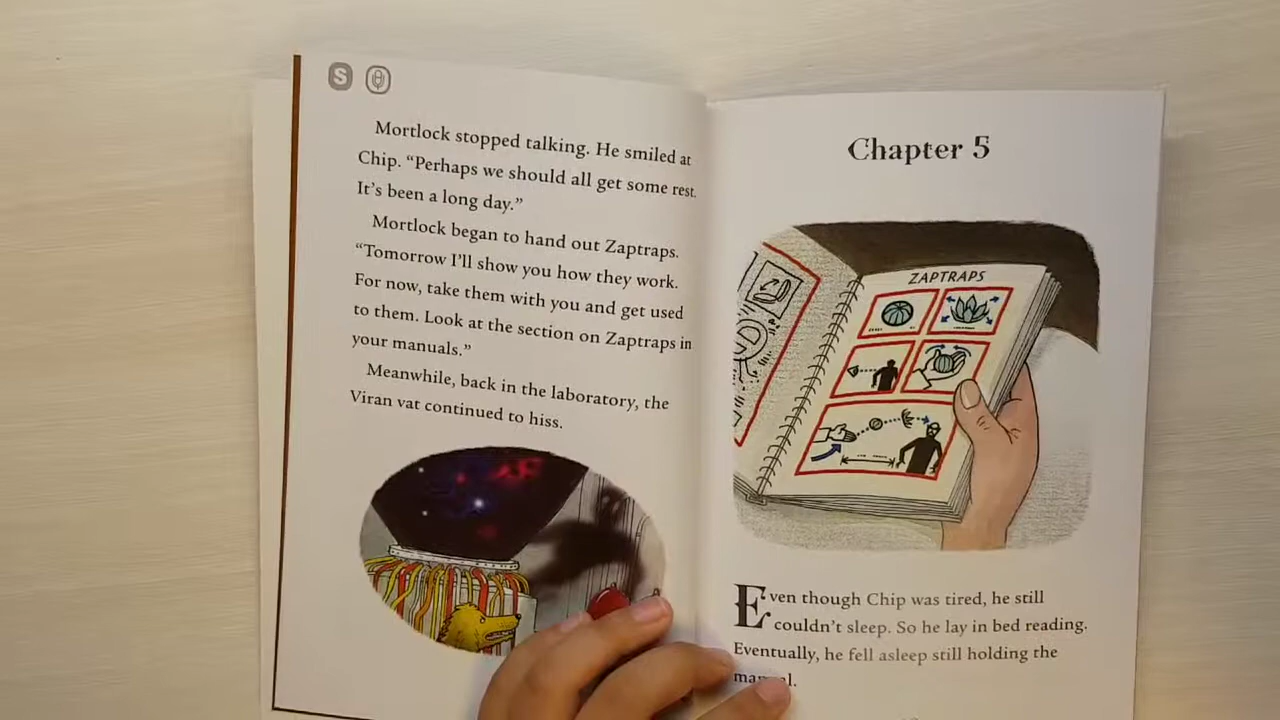 S
Mortlock stopped talking. He smiled at
Chip. “Perhaps we should all get some rest.
It’s been a long day.”
Mortlock began to hand out Zaptraps.
“Tomorrow I’ll show you how they work.
For now, take them with you and get used
to them. Look at the section on Zaptraps in
your manuals.”
Meanwhile, back in the laboratory, the
Viran vat continued to hiss.
Chapter 5
ZAPTRAPS
Even though Chip was tired, he still
couldn’t sleep. So he lay in bed reading.
Eventually, he fell asleep still holding the